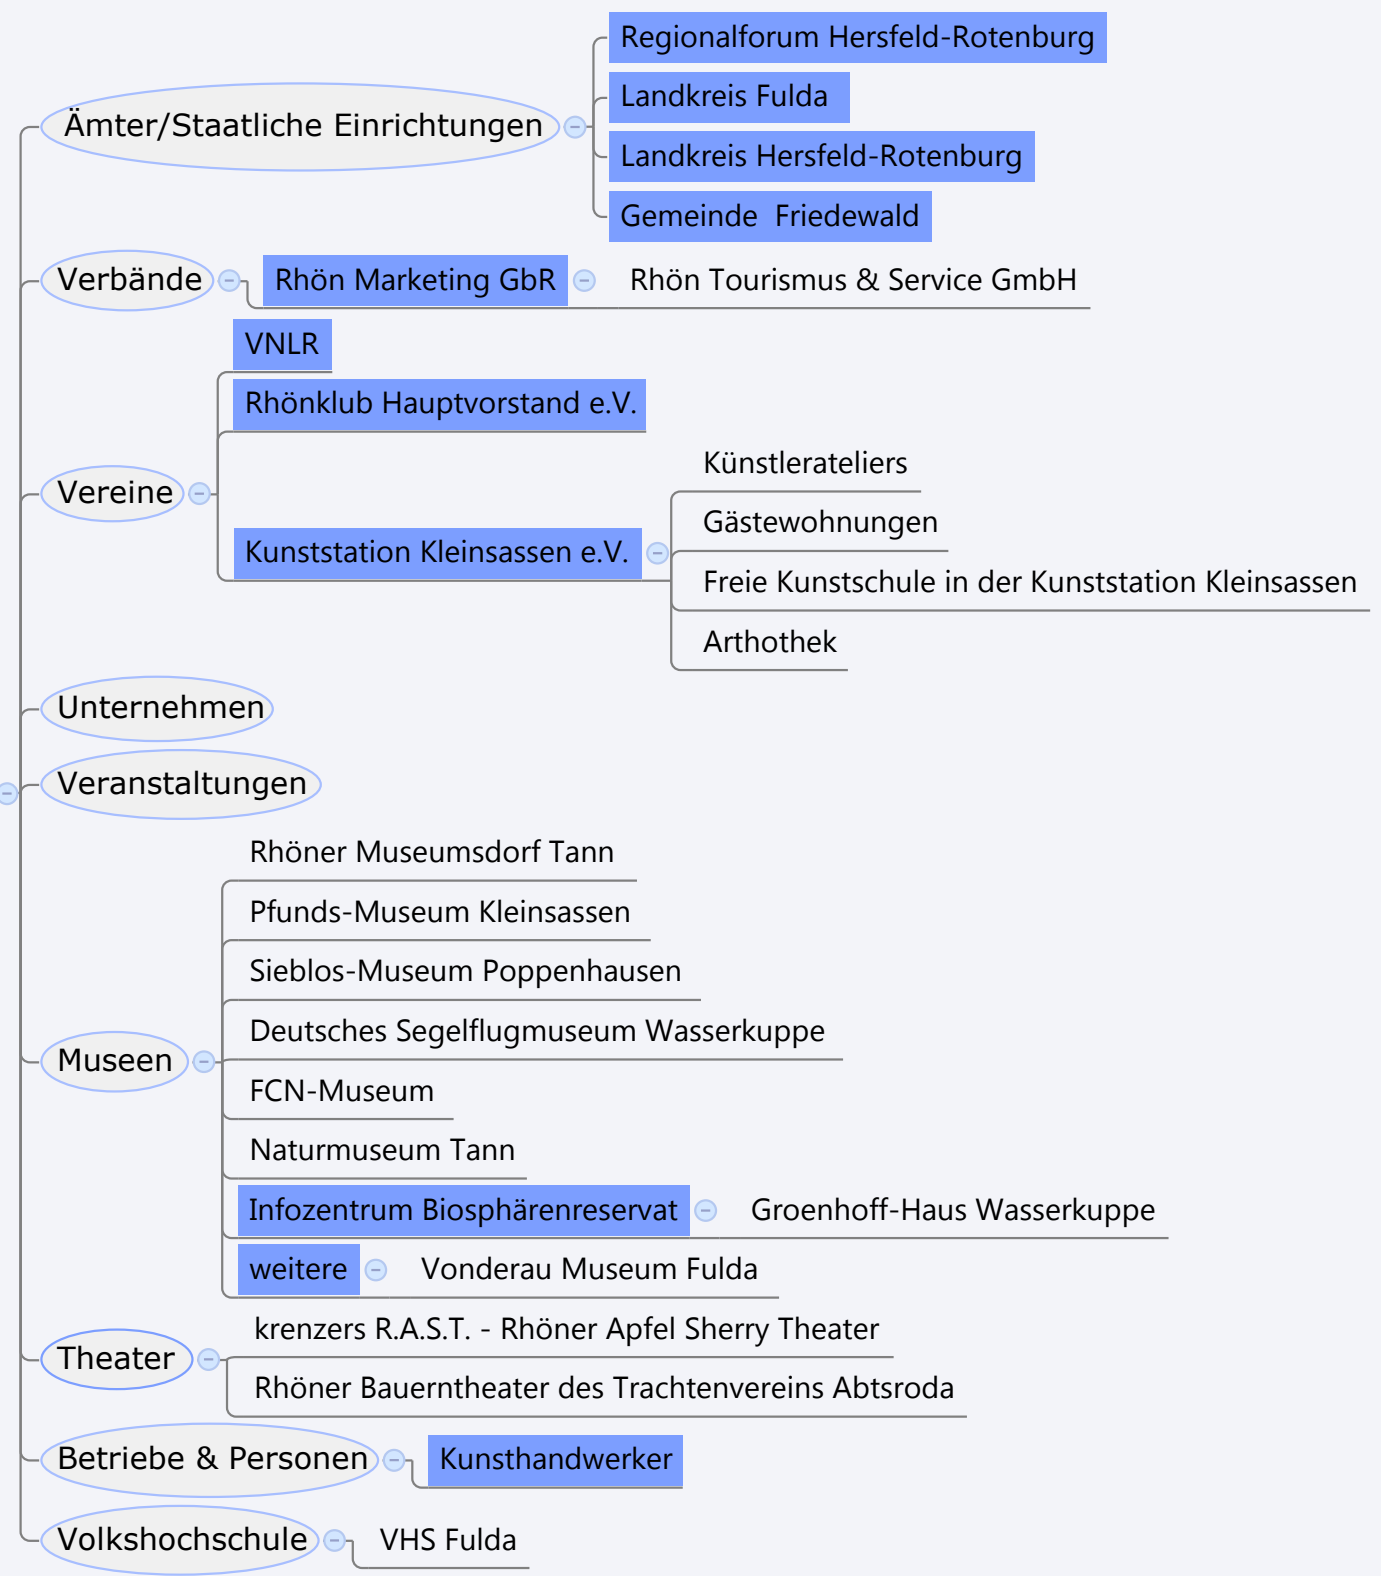 Regionalforum Hersfeld-Rotenburg
Landkreis Fulda
Ämter/Staatliche Einrichtungen
Landkreis Hersfeld-Rotenburg
Gemeinde  Friedewald
Verbände
Rhön Marketing GbR
Rhön Tourismus & Service GmbH
VNLR
Rhönklub Hauptvorstand e.V.
Vereine
Kunststation Kleinsassen e.V.
Künstlerateliers
Gästewohnungen
Freie Kunstschule in der Kunststation Kleinsassen
Arthothek
Unternehmen
Veranstaltungen
Rhöner Museumsdorf Tann
Pfunds-Museum Kleinsassen
Sieblos-Museum Poppenhausen
Deutsches Segelflugmuseum Wasserkuppe
Museen
FCN-Museum
Naturmuseum Tann
Infozentrum Biosphärenreservat
Groenhoff-Haus Wasserkuppe
weitere
Vonderau Museum Fulda
krenzers R.A.S.T. - Rhöner Apfel Sherry Theater
Theater
Rhöner Bauerntheater des Trachtenvereins Abtsroda
Betriebe & Personen
Kunsthandwerker
Volkshochschule
VHS Fulda